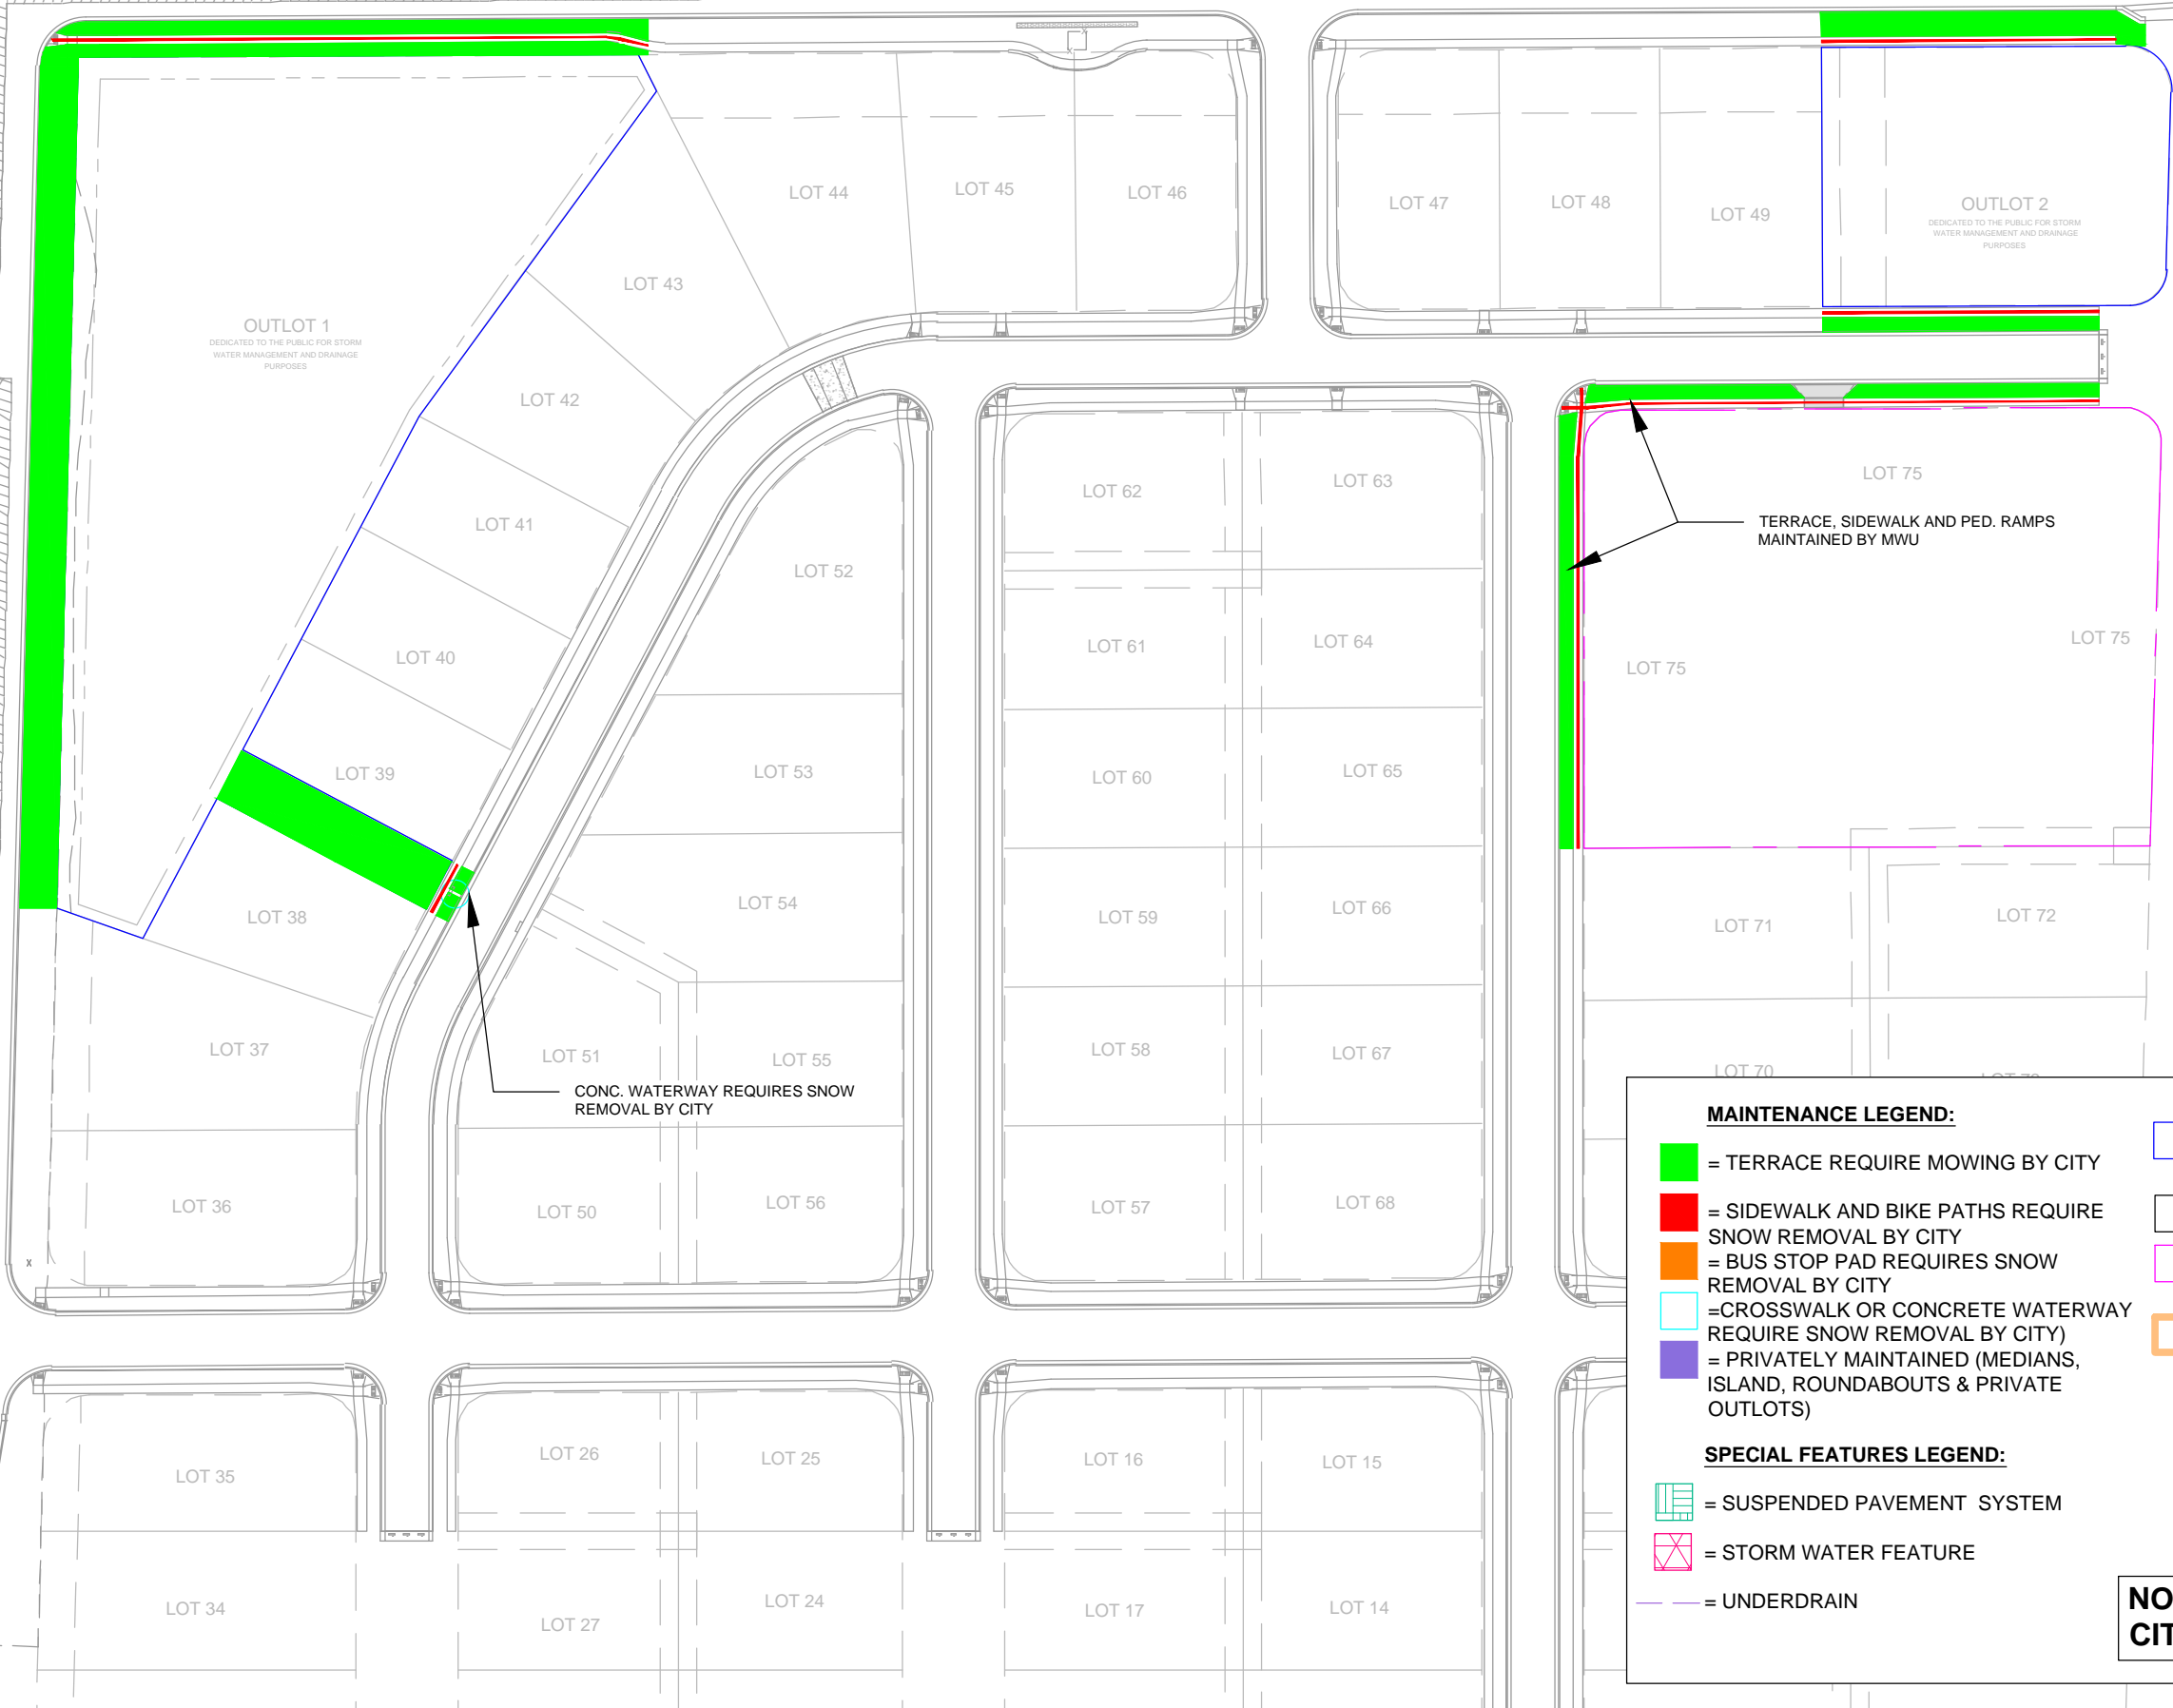 LOT 44
LOT 45
LOT 46
LOT 47
LOT 48
LOT 49
OUTLOT 2
DEDICATED TO THE PUBLIC FOR STORM
WATER MANAGEMENT AND DRAINAGE
PURPOSES
LOT 43
OUTLOT 1
DEDICATED TO THE PUBLIC FOR STORM
WATER MANAGEMENT AND DRAINAGE
PURPOSES
LOT 42
LOT 41
LOT 40
LOT 39
LOT 38
LOT 37
LOT 36
LOT 52
LOT 53
LOT 54
LOT 51
LOT 55
CONC. WATERWAY REQUIRES SNOW
REMOVAL BY CITY
LOT 50
LOT 56
LOT 62
LOT 63
LOT 61
LOT 64
LOT 60
LOT 65
LOT 59
LOT 66
LOT 58
LOT 67
LOT 57
LOT 68
LOT 75
TERRACE, SIDEWALK AND PED. RAMPS
MAINTAINED BY MWU
LOT 75
LOT 75
LOT 71
LOT 72
LOT 70
X
LOT 35
LOT 26
LOT 25
LOT 16
LOT 15
LOT 34
LOT 27
LOT 24
LOT 17
LOT 14
MAINTENANCE LEGEND:
= TERRACE REQUIRE MOWING BY CITY
= SIDEWALK AND BIKE PATHS REQUIRE
SNOW REMOVAL BY CITY
= BUS STOP PAD REQUIRES SNOW
REMOVAL BY CITY
=CROSSWALK OR CONCRETE WATERWAY
REQUIRE SNOW REMOVAL BY CITY)
= PRIVATELY MAINTAINED (MEDIANS,
ISLAND, ROUNDABOUTS & PRIVATE
OUTLOTS)
SPECIAL FEATURES LEGEND:
= SUSPENDED PAVEMENT SYSTEM
= STORM WATER FEATURE
= UNDERDRAIN